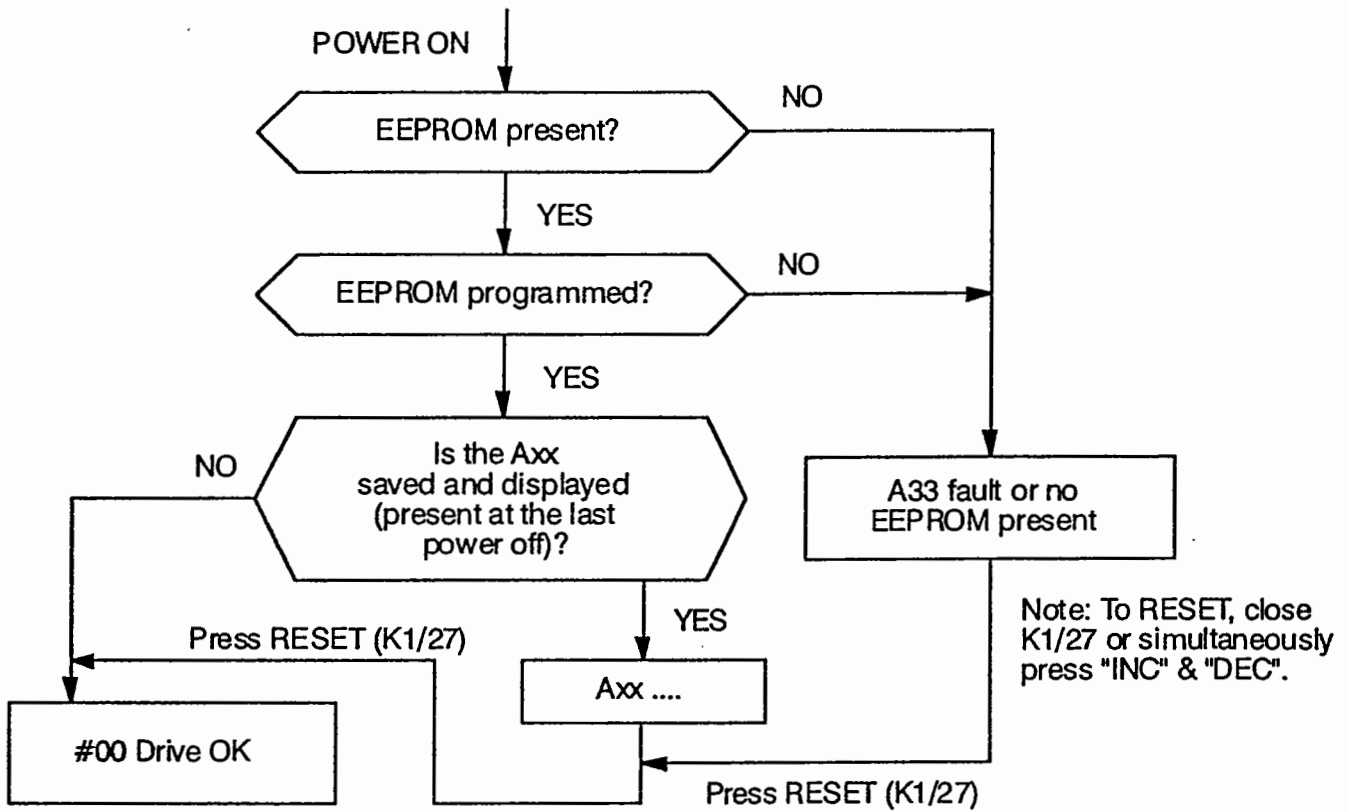 POWER ON
NO
EEPROM present?
YES
NO
EEPROM programmed?
YES
NO
Is the Axx
saved and displayed
(present at the last
power off)?
A33 fault or no
EEPROM present
YES
Note: To RESET, close
K1/27 or simultaneously
press "INC" & "DEC".
Press RESET (K1/27)
Axx ....
#00 Drive OK
Press RESET (K1/27)